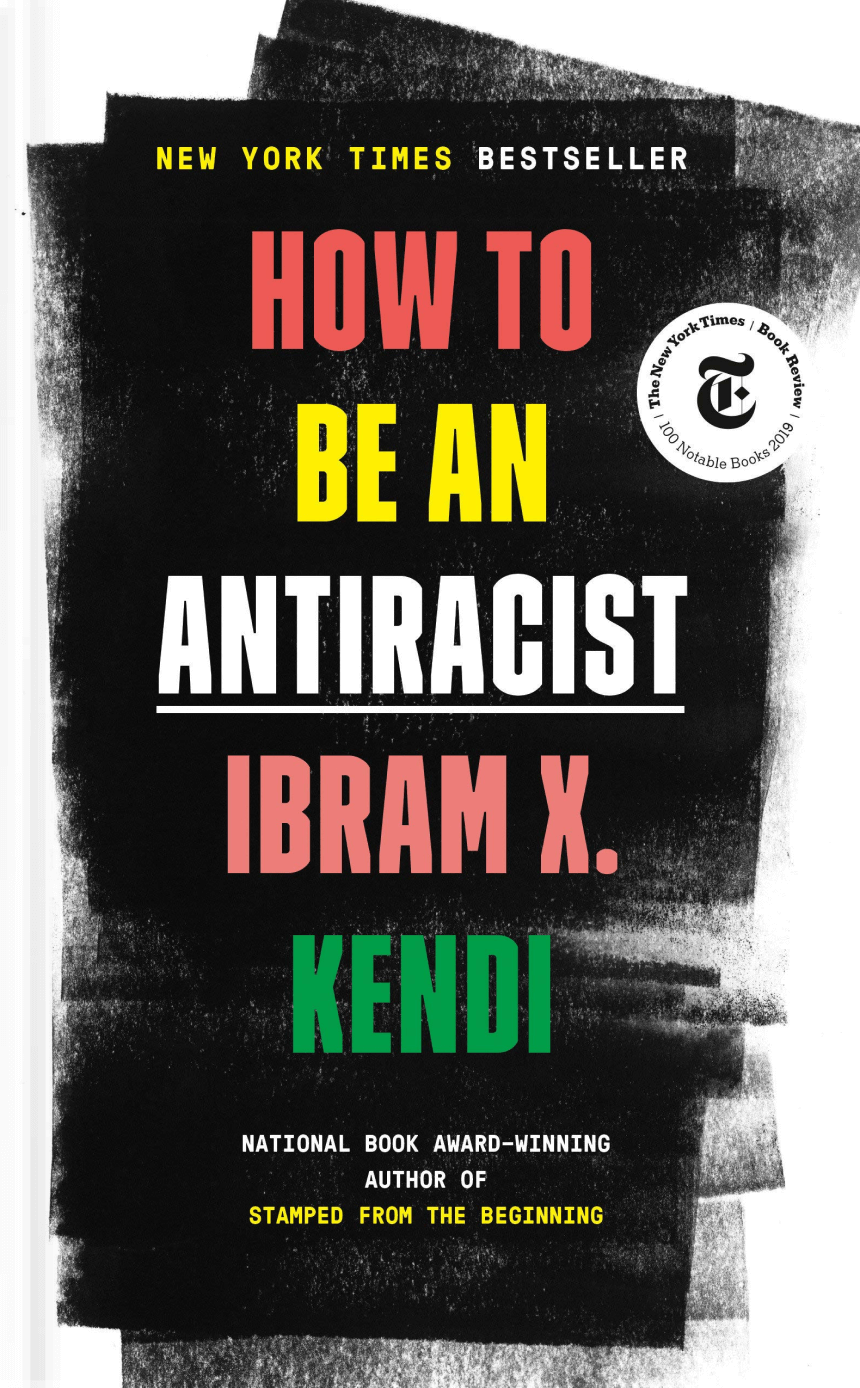 NEW YORK TIMES BESTSELLER
HOW TO
BE AN
ANTIRACIST
IBRAM X.
KENDI
The New York Times | Book Review
T
| 100 Notable Books 2019 |
NATIONAL BOOK AWARD–WINNING
AUTHOR OF
STAMPED FROM THE BEGINNING